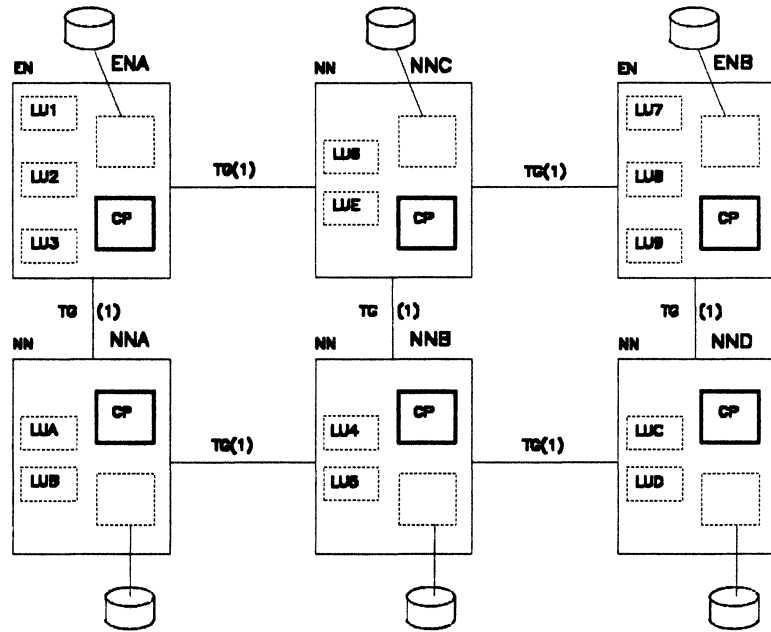 EN ENA
NN NNC
EN ENB
LU1
LU2
LU3
CP
TG(1)
LU6
LUE
CP
TG(1)
LU7
LU8
LU9
CP
TG (1)
TG (1)
TG (1)
NN NNA
NN NNB
NN NND
CP
LUA
LUB
TG(1)
CP
LU4
LU5
TG(1)
CP
LUC
LUD